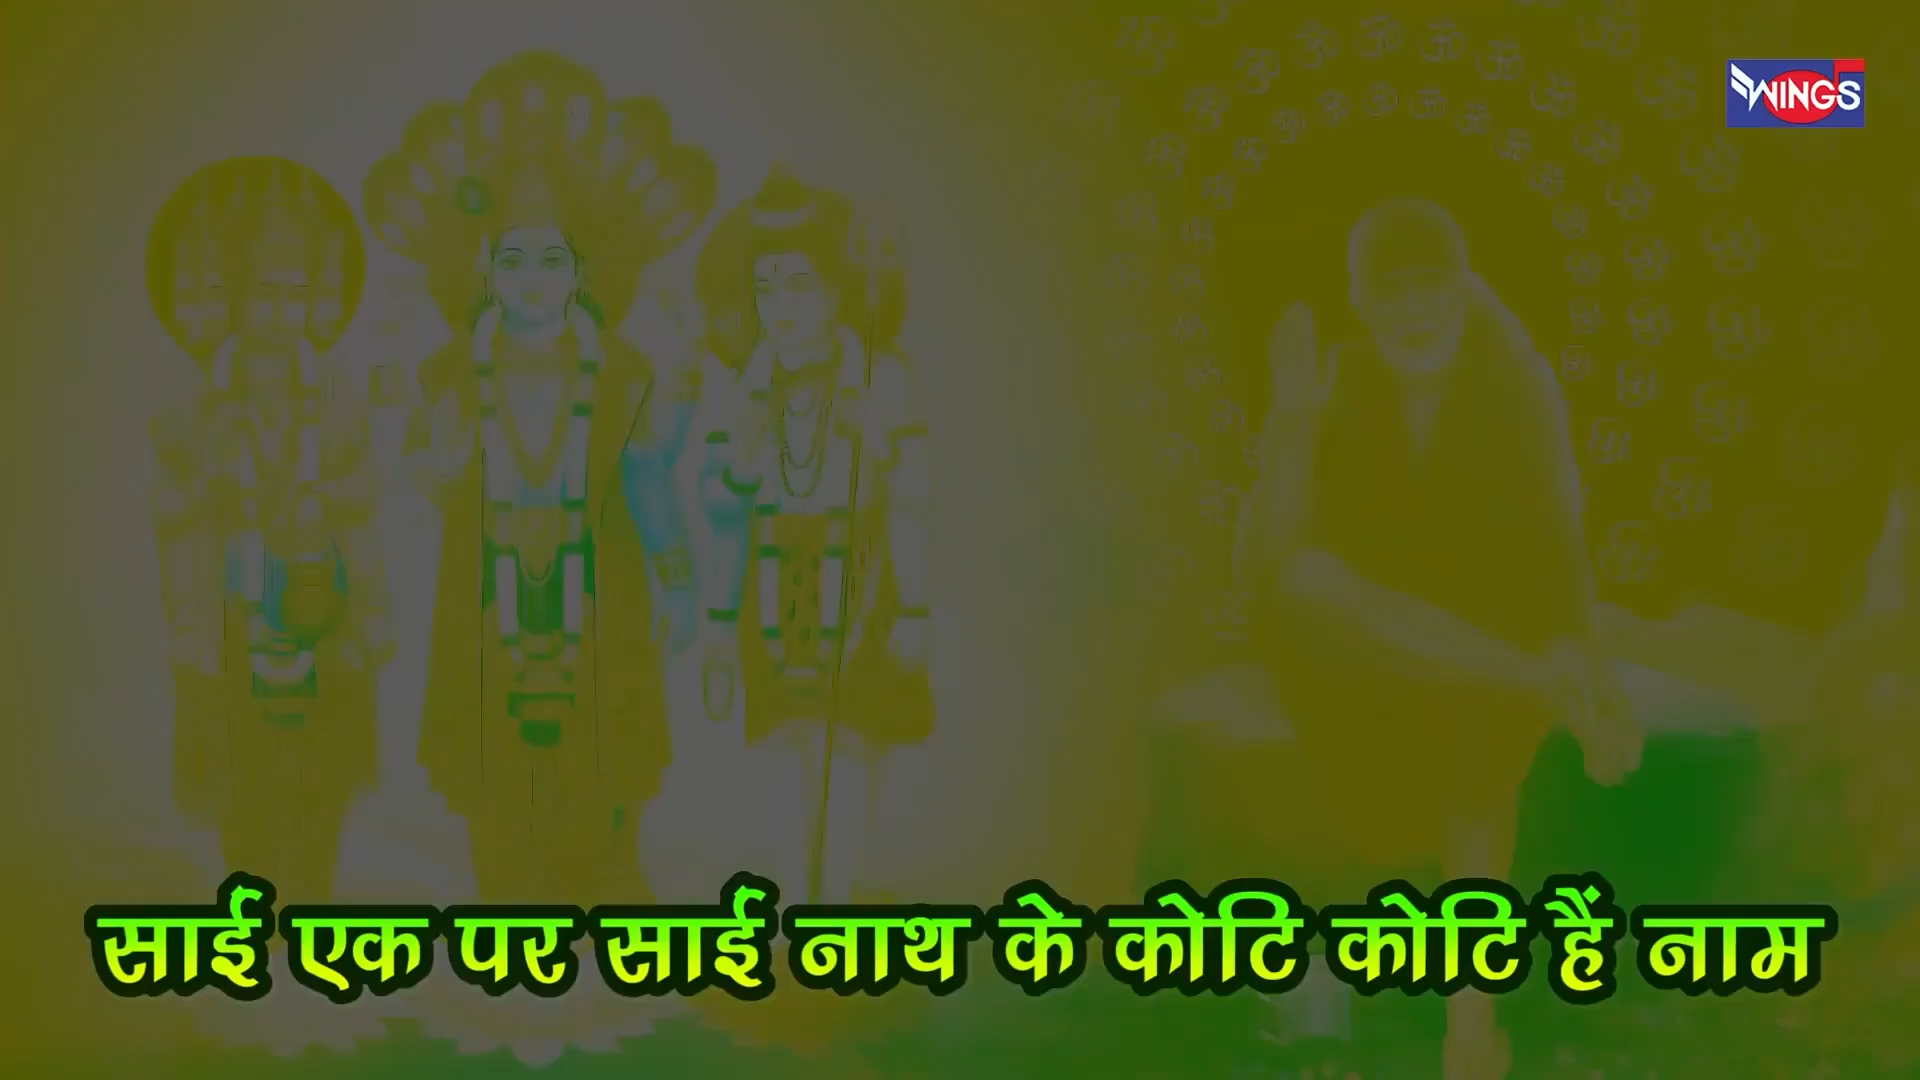 WINGS
साई एक पर साई नाथ के कोटि कोटि हैं नाम